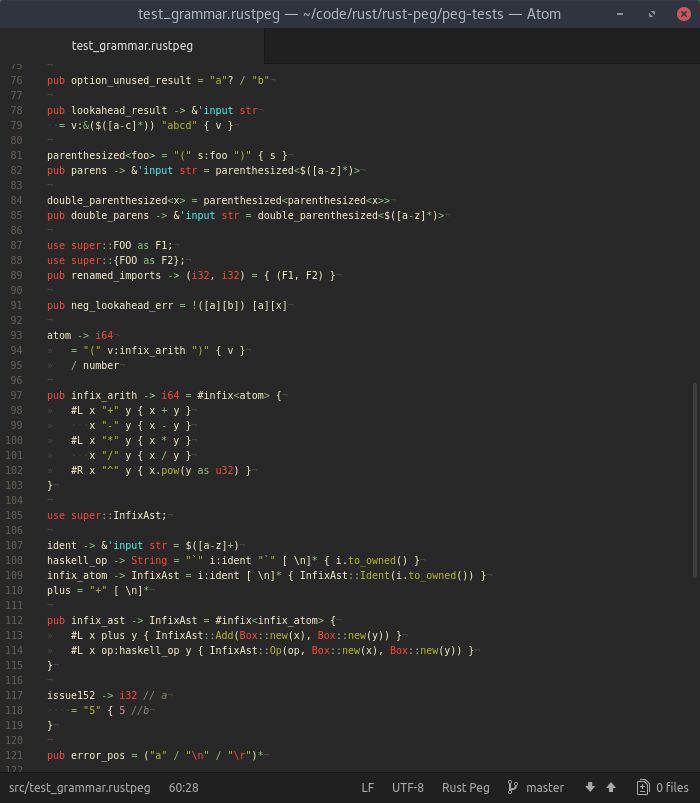 test_grammar.rustpeg — ~/code/rust/rust-peg/peg-tests — Atom
test_grammar.rustpeg
75 ¬
76 pub option_unused_result = "a"? / "b"¬
77 ¬
78 pub lookahead_result -> &'input str¬
79 ··= v:&($([a-c]*)) "abcd" { v }¬
80 ¬
81 parenthesized<foo> = "(" s:foo ")" { s }¬
82 pub parens -> &'input str = parenthesized<$([a-z]*)>¬
83 ¬
84 double_parenthesized<x> = parenthesized<parenthesized<x>>¬
85 pub double_parens -> &'input str = double_parenthesized<$([a-z]*)>¬
86 ¬
87 use super::FOO as F1;¬
88 use super::{FOO as F2};¬
89 pub renamed_imports -> (i32, i32) = { (F1, F2) }¬
90 ¬
91 pub neg_lookahead_err = !([a][b]) [a][x]¬
92 ¬
93 atom -> i64¬
94 » = "(" v:infix_arith ")" { v }¬
95 » / number¬
96 ¬
97 pub infix_arith -> i64 = #infix<atom> {¬
98 » #L x "+" y { x + y }¬
99 » ···x "-" y { x - y }¬
100 » #L x "*" y { x * y }¬
101 » ···x "/" y { x / y }¬
102 » #R x "^" y { x.pow(y as u32) }¬
103 }¬
104 ¬
105 use super::InfixAst;¬
106 ¬
107 ident -> &'input str = $([a-z]+)¬
108 haskell_op -> String = "`" i:ident "`" [ \n]* { i.to_owned() }¬
109 infix_atom -> InfixAst = i:ident [ \n]* { InfixAst::Ident(i.to_owned()) }¬
110 plus = "+" [ \n]*¬
111 ¬
112 pub infix_ast -> InfixAst = #infix<infix_atom> {¬
113 » #L x plus y { InfixAst::Add(Box::new(x), Box::new(y)) }¬
114 » #L x op:haskell_op y { InfixAst::Op(op, Box::new(x), Box::new(y)) }¬
115 }¬
116 ¬
117 issue152 -> i32 // a¬
118 ····= "5" { 5 //b¬
119 }¬
120 ¬
121 pub error_pos = ("a" / "\n" / "\r")*¬
122
src/test_grammar.rustpeg 60:28 LF UTF-8 Rust Peg master 0 files